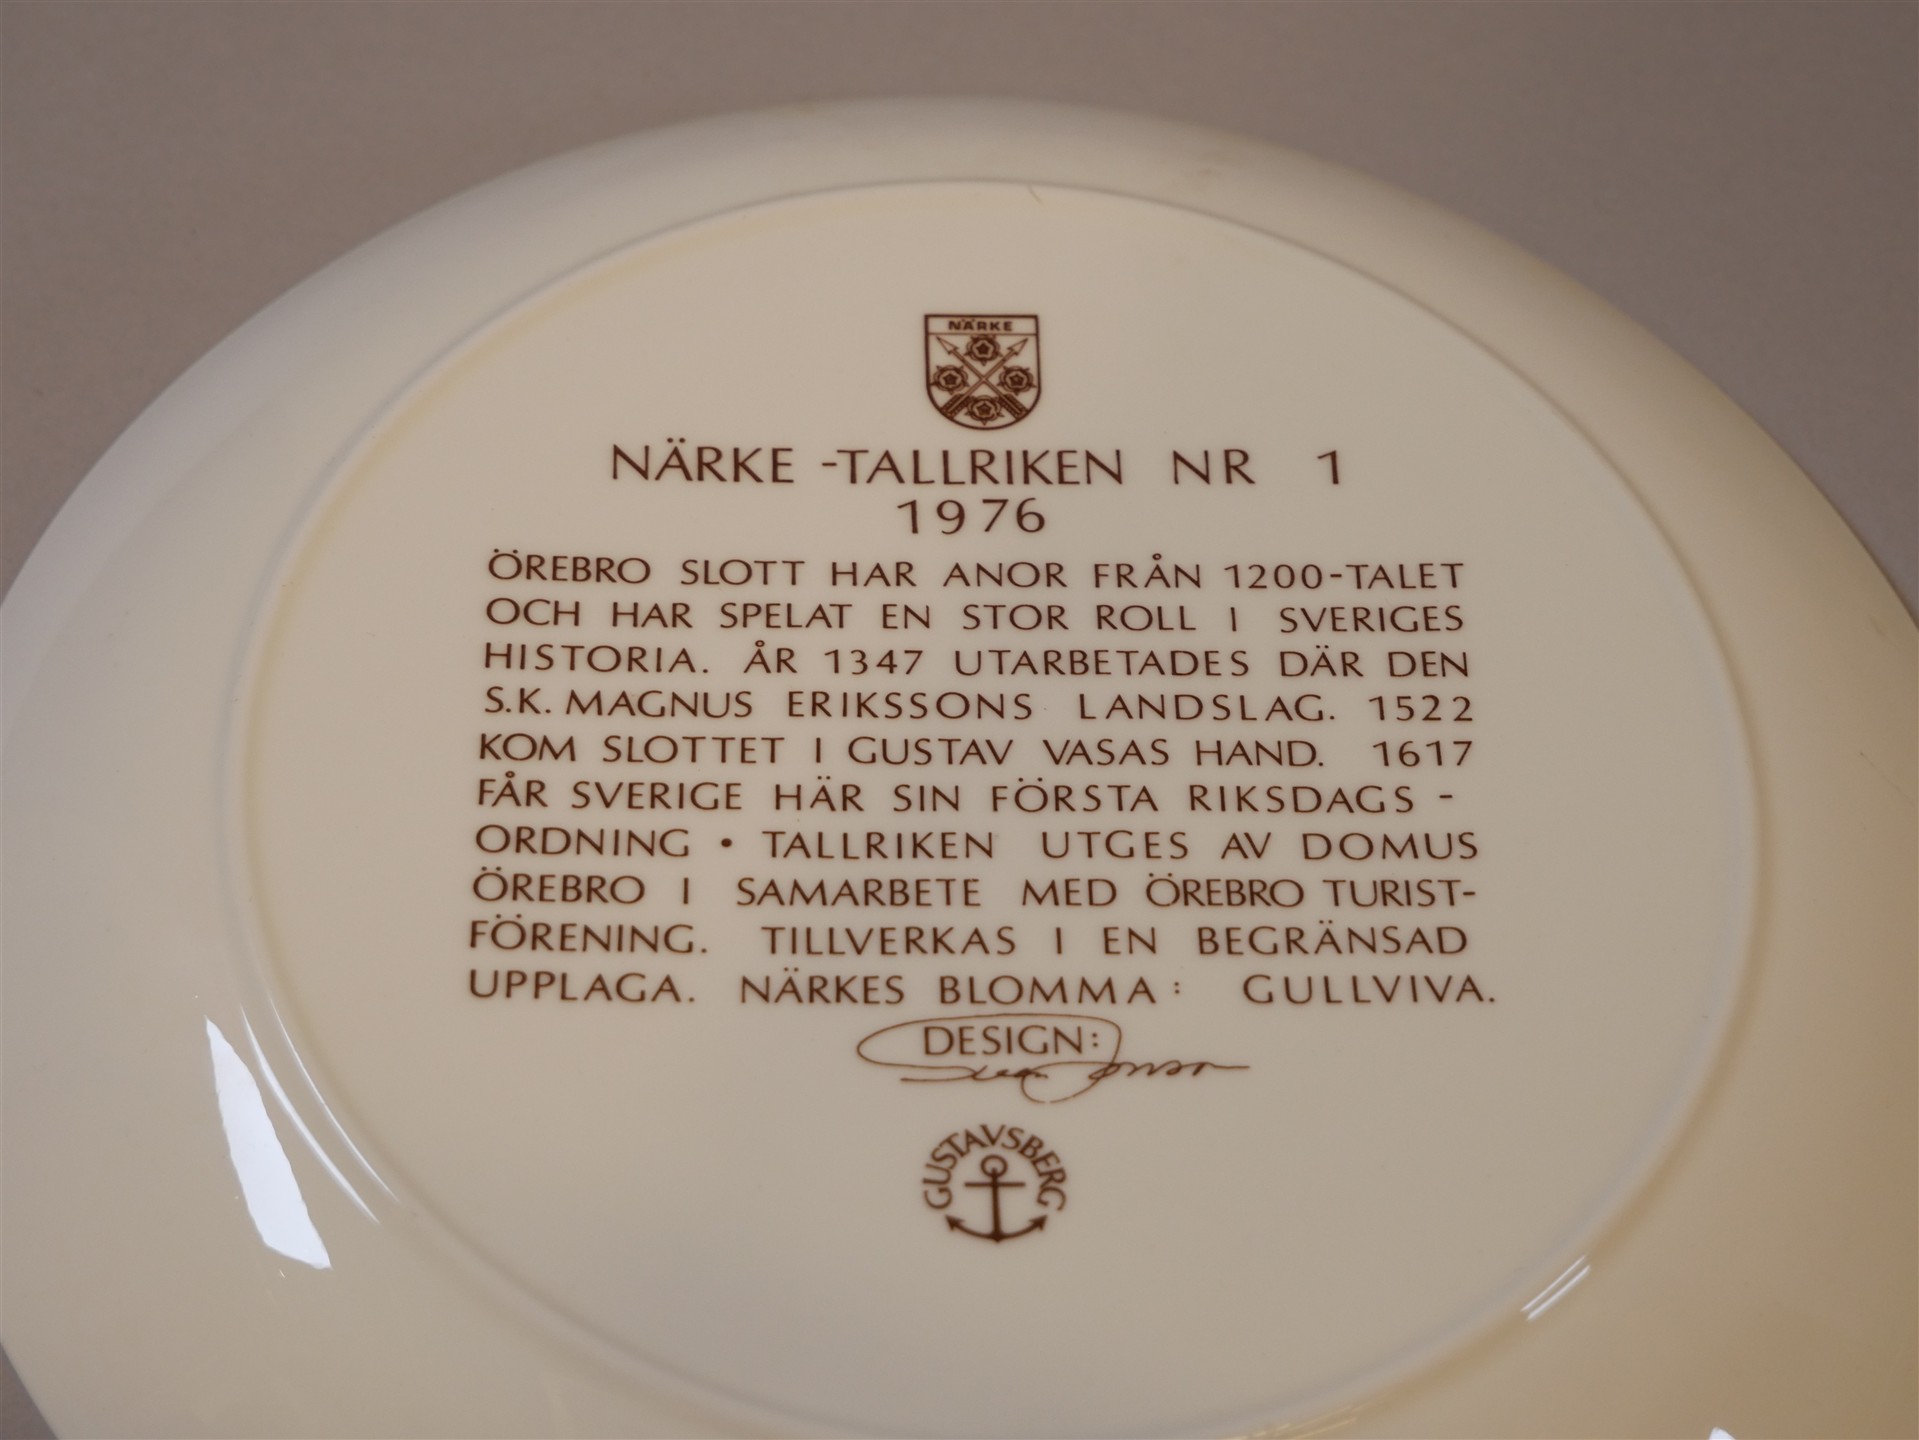 NÄRKE
NÄRKE -TALLRIKEN NR 1
1976
ÖREBRO SLOTT HAR ANOR FRÅN 1200-TALET
OCH HAR SPELAT EN STOR ROLL I SVERIGES
HISTORIA. ÅR 1347 UTARBETADES DÄR DEN
S.K. MAGNUS ERIKSSONS LANDSLAG. 1522
KOM SLOTTET I GUSTAV VASAS HAND. 1617
FÅR SVERIGE HÄR SIN FÖRSTA RIKSDAGS -
ORDNING • TALLRIKEN UTGES AV DOMUS
ÖREBRO I SAMARBETE MED ÖREBRO TURIST-
FÖRENING. TILLVERKAS I EN BEGRÄNSAD
UPPLAGA. NÄRKES BLOMMA: GULLVIVA.
DESIGN:
GUSTAVSBERG